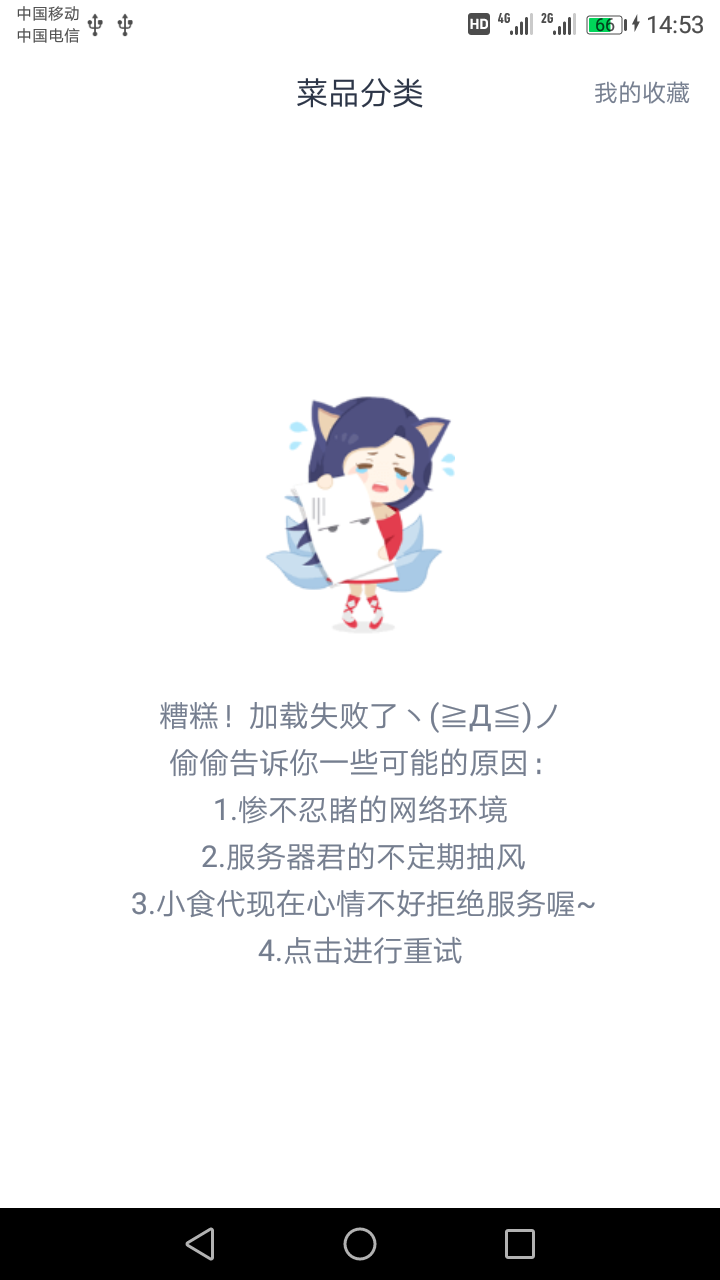 中国移动
中国电信
HD 4G 2G 66 14:53
菜品分类
我的收藏
糟糕！加载失败了丶(≧Д≦)ノ
偷偷告诉你一些可能的原因：
1.惨不忍睹的网络环境
2.服务器君的不定期抽风
3.小食代现在心情不好拒绝服务喔~
4.点击进行重试